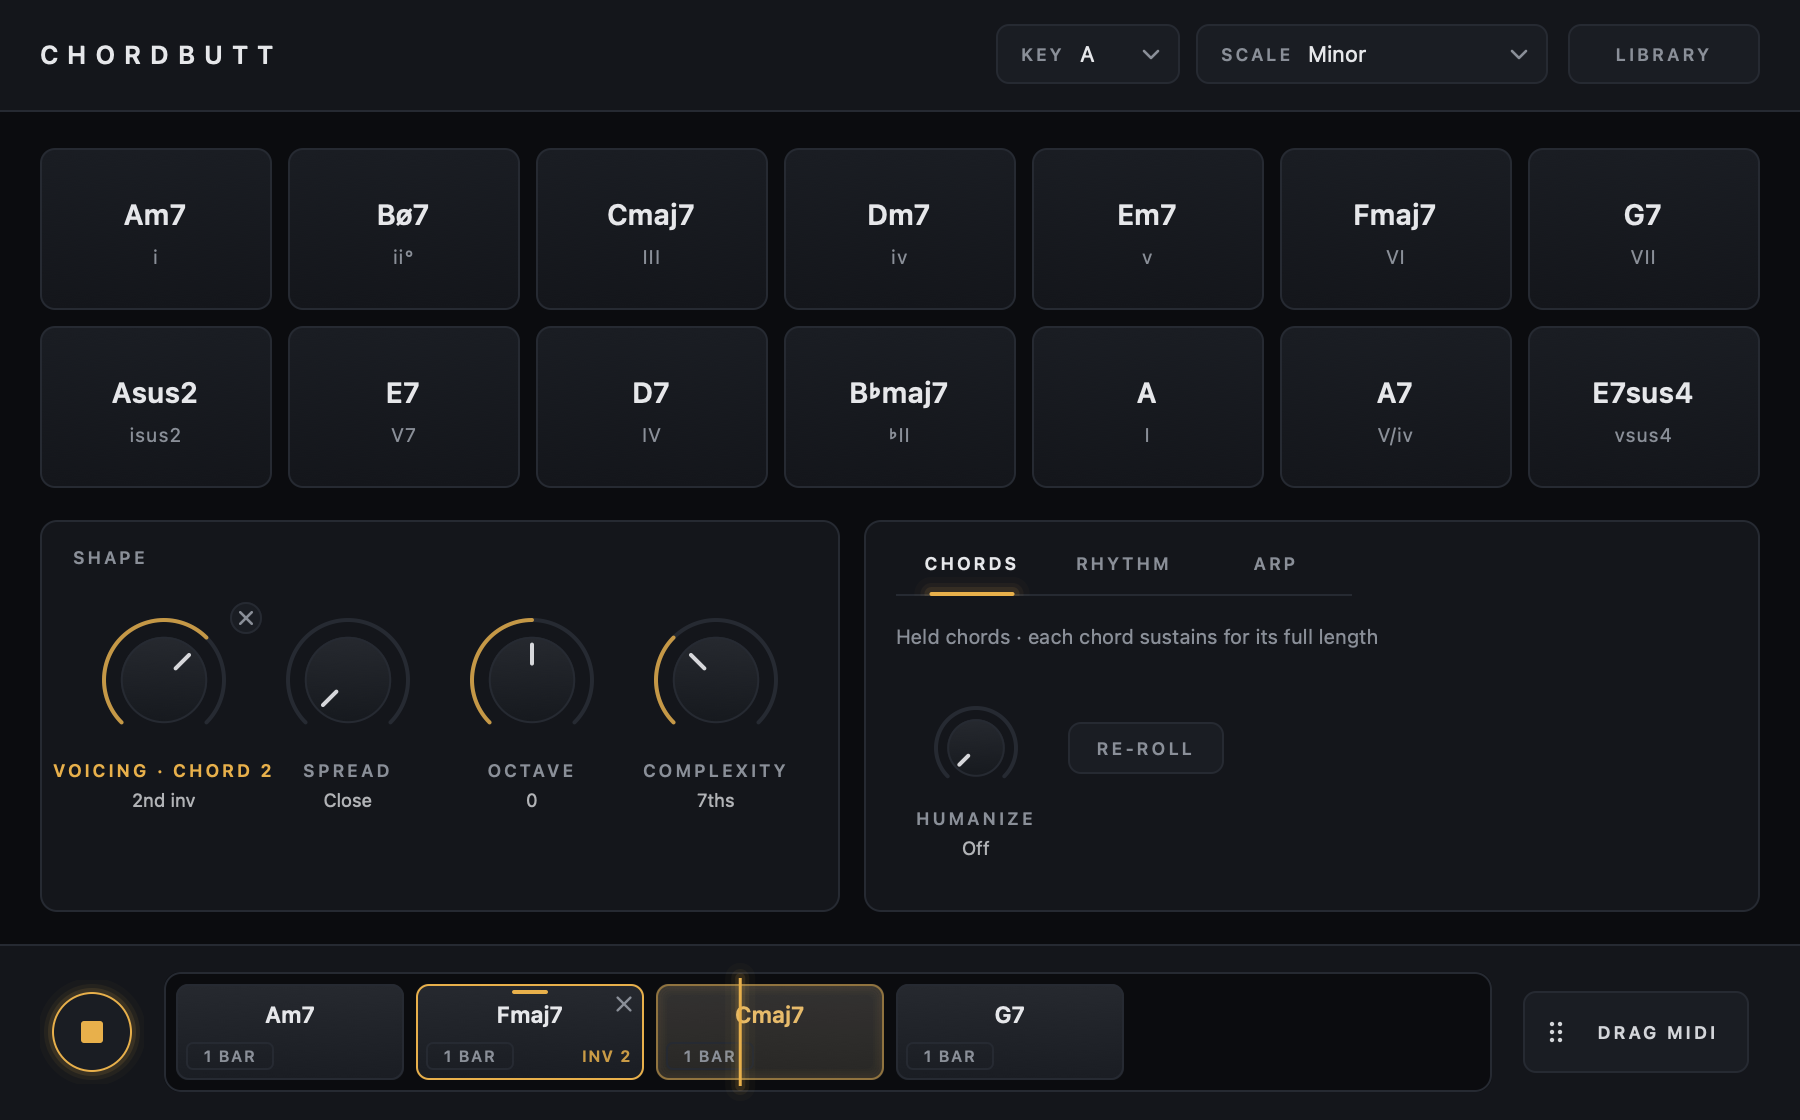 CHORDBUTT
KEY A
SCALE Minor
LIBRARY
Am7
i
Bø7
ii°
Cmaj7
III
Dm7
iv
Em7
v
Fmaj7
VI
G7
VII
Asus2
isus2
E7
V7
D7
IV
B♭maj7
♭II
A
I
A7
V/iv
E7sus4
vsus4
SHAPE
VOICING · CHORD 2
2nd inv
SPREAD
Close
OCTAVE
0
COMPLEXITY
7ths
CHORDS RHYTHM ARP
Held chords · each chord sustains for its full length
HUMANIZE
Off
RE-ROLL
Am7
1 BAR
Fmaj7
1 BAR INV 2
Cmaj7
1 BAR
G7
1 BAR
DRAG MIDI